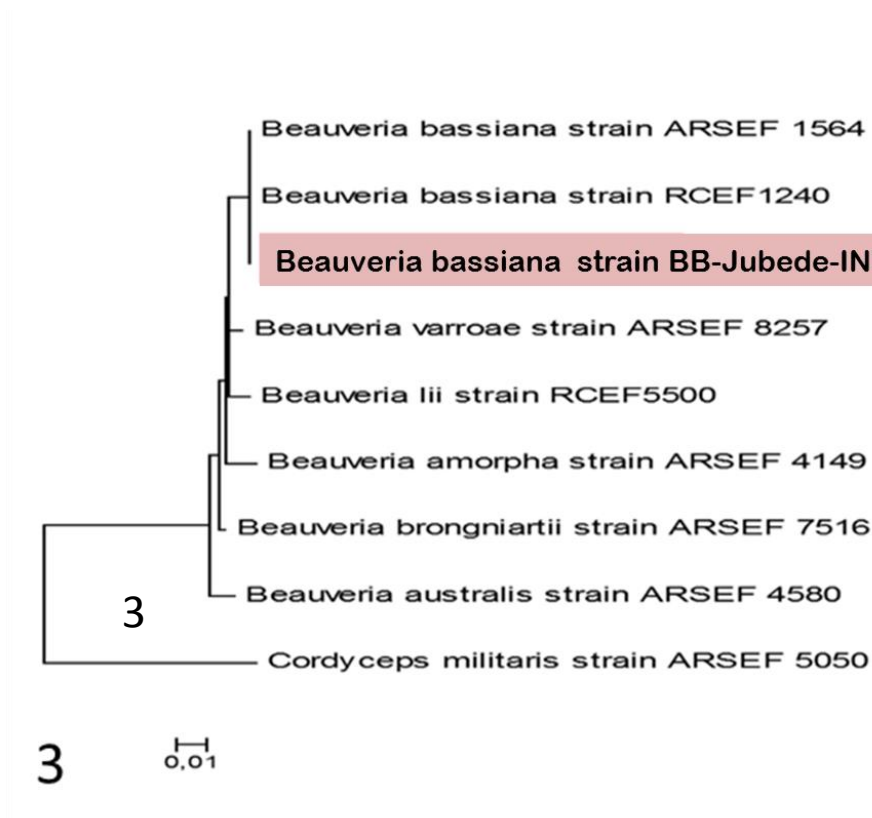 Beauveria bassiana strain ARSEF 1564
Beauveria bassiana strain RCEF1240
Beauveria bassiana strain BB-Jubede-IN
Beauveria varroae strain ARSEF 8257
Beauveria lii strain RCEF5500
Beauveria amorpha strain ARSEF 4149
Beauveria brongniartii strain ARSEF 7516
Beauveria australis strain ARSEF 4580
3
Cordyceps militaris strain ARSEF 5050
3
0,01